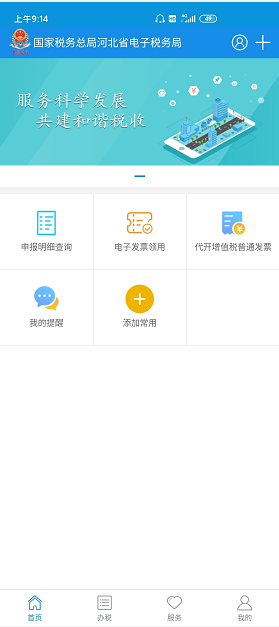 上午9:14
国家税务总局河北省电子税务局
服务科学发展
共建和谐税收
申报明细查询
电子发票领用
代开增值税普通发票
我的提醒
添加常用
首页
办税
服务
我的